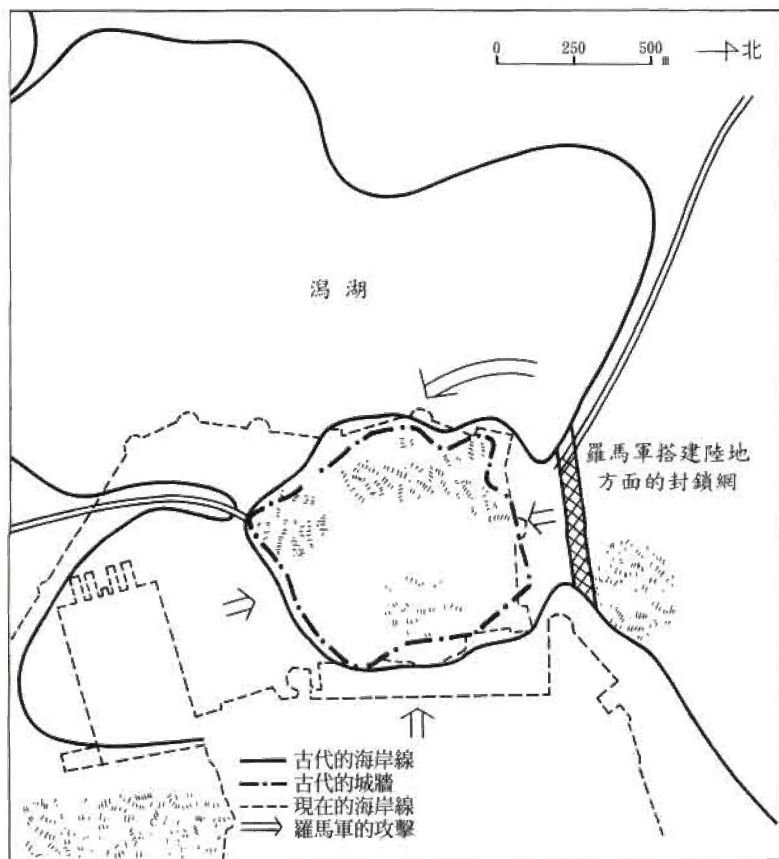 0 250 500 m 北
潟湖
羅馬軍搭建陸地
方面的封鎖網
古代的海岸線
古代的城牆
現在的海岸線
羅馬軍的攻擊